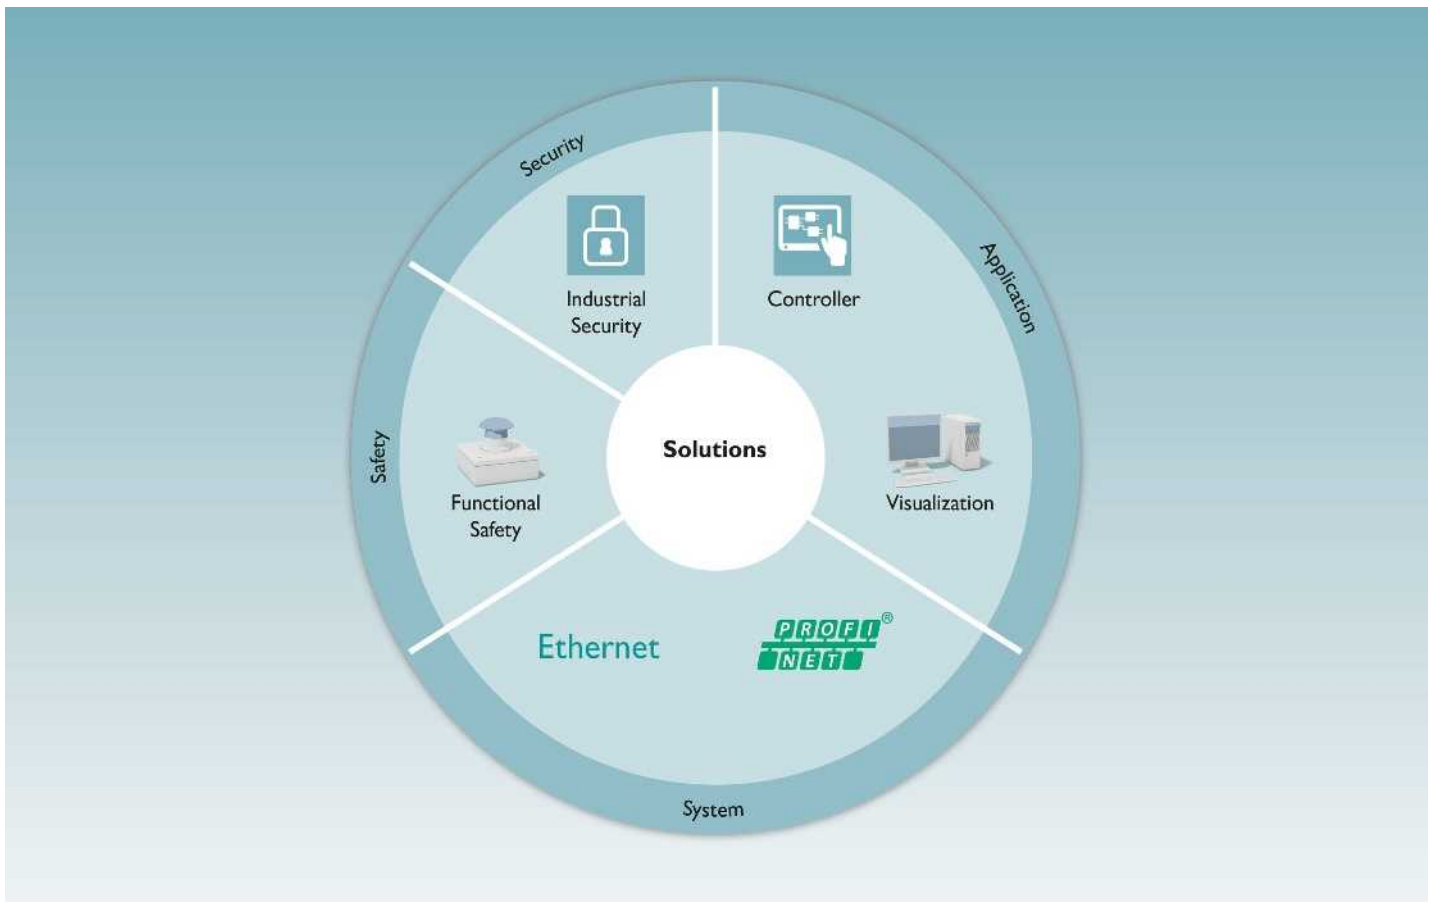 Security
Application
Industrial
Security
Controller
Safety
Solutions
Functional
Safety
Visualization
Ethernet
PROFI®
NET
System